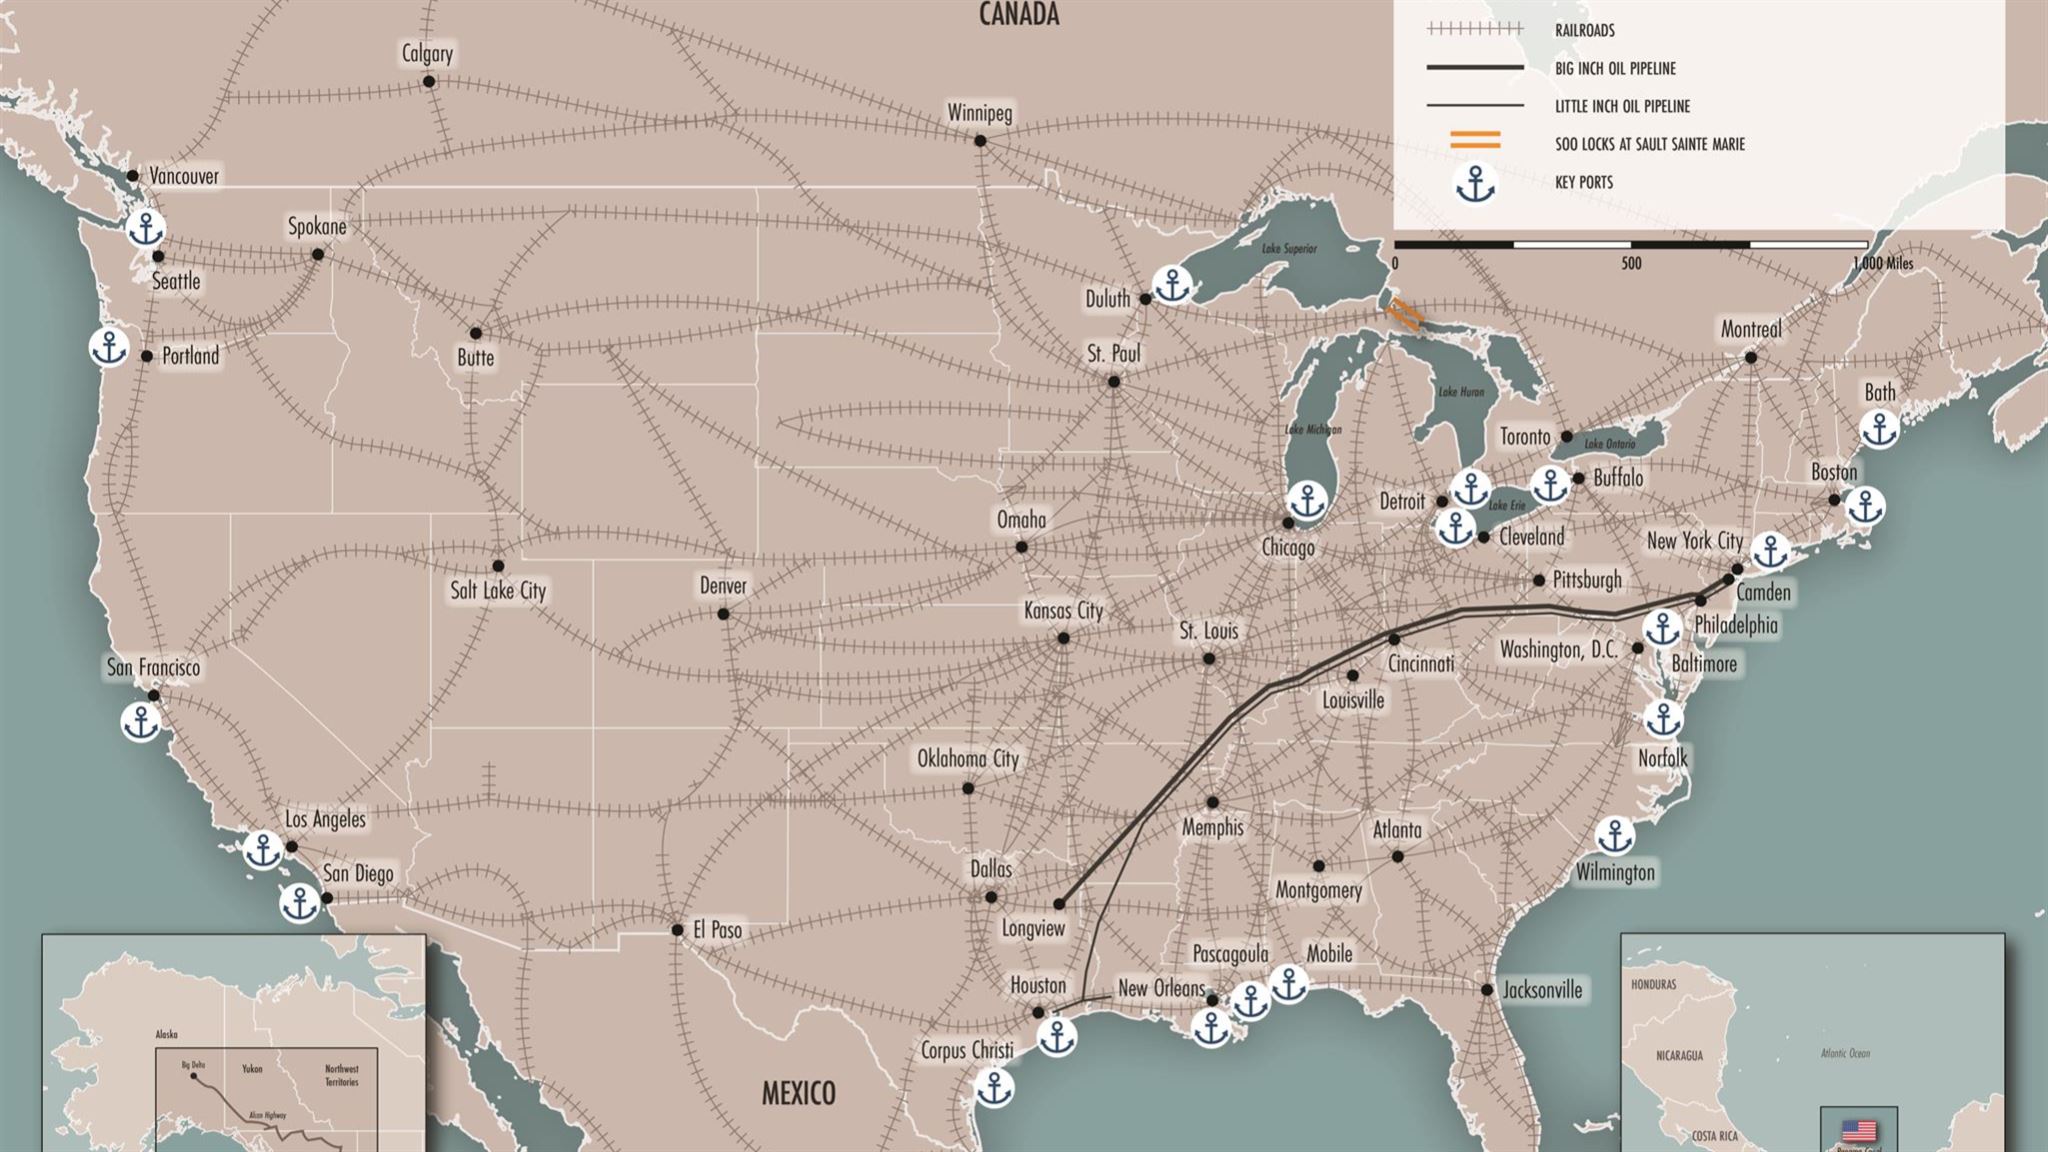 CANADA
RAILROADS
BIG INCH OIL PIPELINE
LITTLE INCH OIL PIPELINE
SOO LOCKS AT SAULT SAINTE MARIE
KEY PORTS
0
500
1,000 Miles
Calgary
Winnipeg
Vancouver
Spokane
Seattle
Portland
Butte
Lake Superior
Duluth
St. Paul
Montreal
Lake Huron
Bath
Lake Michigan
Toronto
Lake Ontario
Detroit
Buffalo
Boston
Lake Erie
Omaha
Chicago
Cleveland
New York City
Salt Lake City
Denver
Pittsburgh
Camden
Kansas City
St. Louis
Philadelphia
Washington, D.C.
Cincinnati
Baltimore
San Francisco
Louisville
Oklahoma City
Norfolk
Los Angeles
Memphis
Atlanta
San Diego
Dallas
Montgomery
Wilmington
El Paso
Longview
Pascagoula
Mobile
Houston
New Orleans
Jacksonville
Corpus Christi
MEXICO
Alaska
Big Delta
Yukon
Northwest
Territories
Alcan Highway
HONDURAS
NICARAGUA
Atlantic Ocean
COSTA RICA
Panama Canal